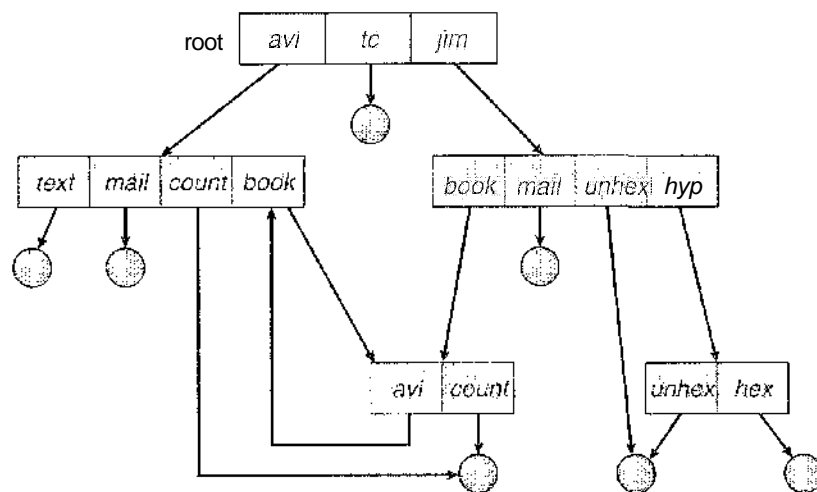 root avi tc jim
text mail count book book mail unhex hyp
avi count unhex hex